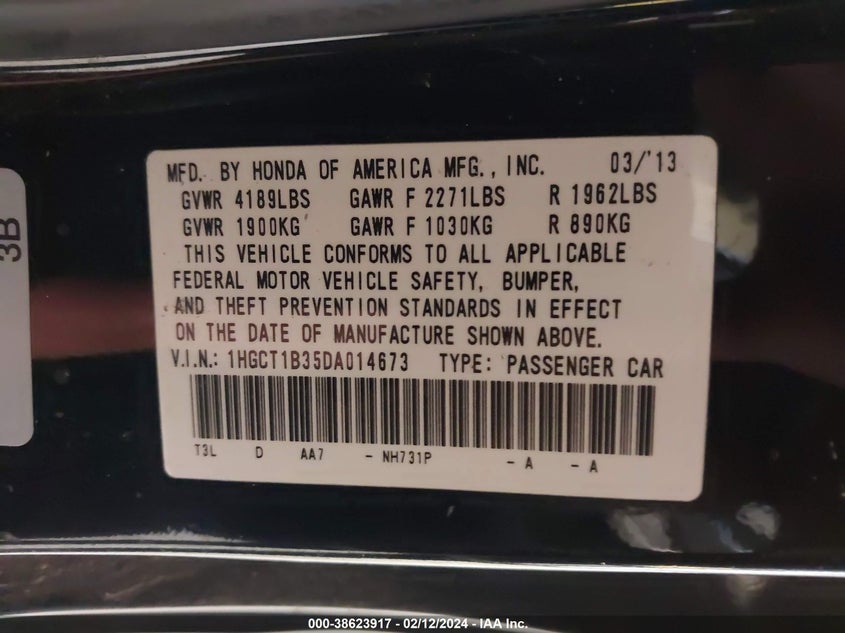 MFD. BY HONDA OF AMERICA MFG., INC. 03/'13
GVWR 4189LBS GAWR F 2271LBS R 1962LBS
GVWR 1900KG GAWR F 1030KG R 890KG
THIS VEHICLE CONFORMS TO ALL APPLICABLE
FEDERAL MOTOR VEHICLE SAFETY, BUMPER,
AND THEFT PREVENTION STANDARDS IN EFFECT
ON THE DATE OF MANUFACTURE SHOWN ABOVE.
V.I.N.: 1HGCT1B35DA014673 TYPE: PASSENGER CAR
T3L D AA7 - NH731P - A - A
3B
000-38623917 - 02/12/2024 - IAA Inc.